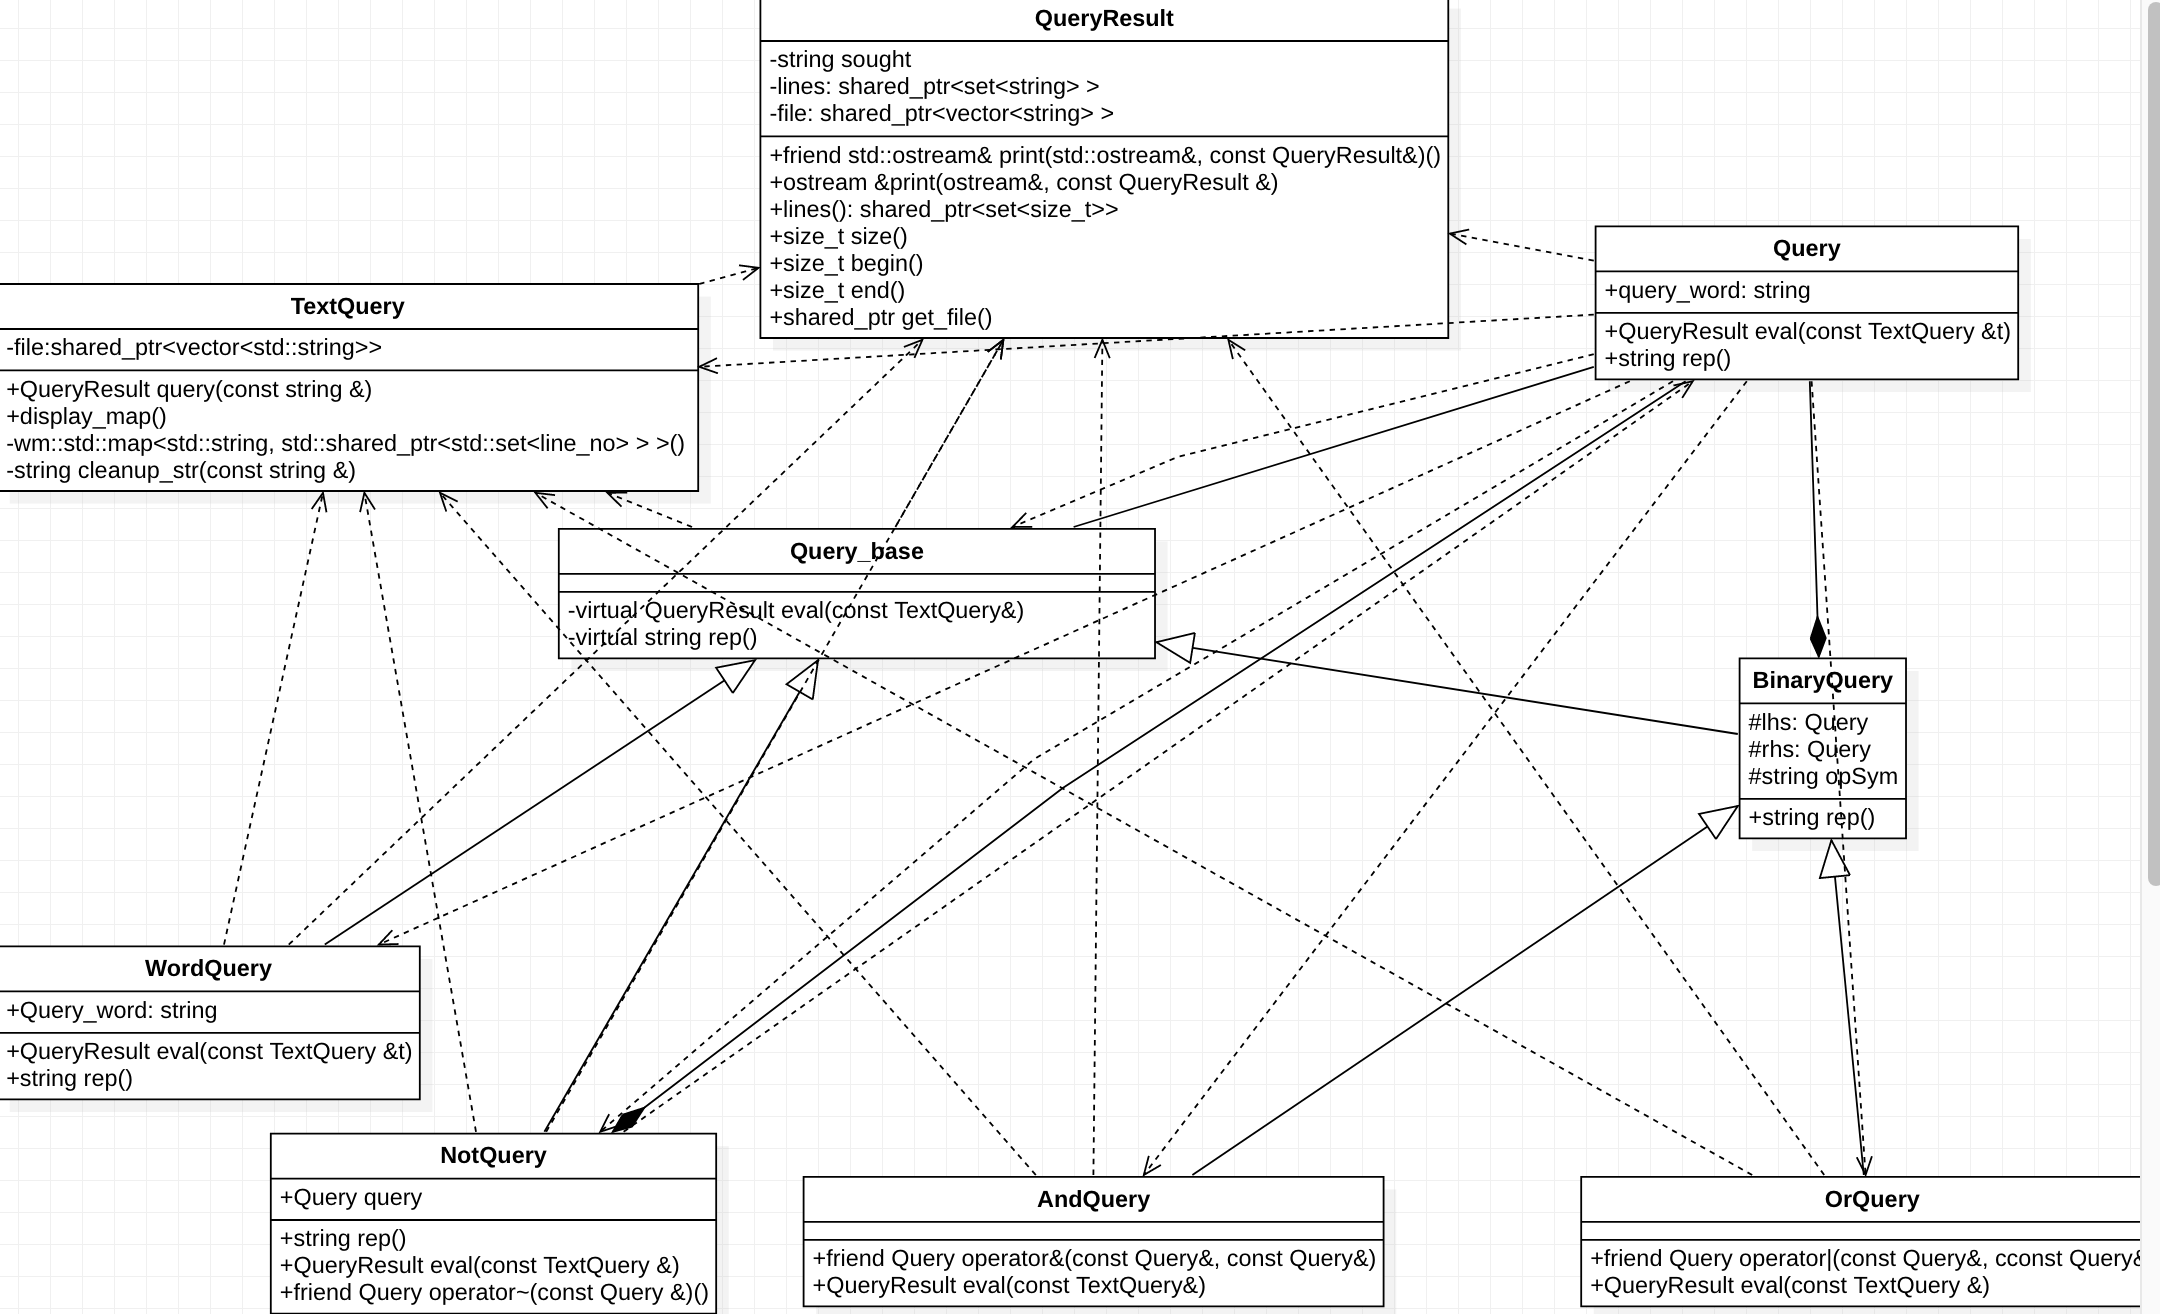 QueryResult
-string sought
-lines: shared_ptr<set<string> >
-file: shared_ptr<vector<string> >
+friend std::ostream& print(std::ostream&, const QueryResult&)()
+ostream &print(ostream&, const QueryResult &)
+lines(): shared_ptr<set<size_t>>
+size_t size()
+size_t begin()
+size_t end()
+shared_ptr get_file()
Query
+query_word: string
+QueryResult eval(const TextQuery &t)
+string rep()
TextQuery
-file:shared_ptr<vector<std::string>>
+QueryResult query(const string &)
+display_map()
-wm::std::map<std::string, std::shared_ptr<std::set<line_no> > >()
-string cleanup_str(const string &)
Query_base
-virtual QueryResult eval(const TextQuery&)
-virtual string rep()
BinaryQuery
#lhs: Query
#rhs: Query
#string opSym
+string rep()
WordQuery
+Query_word: string
+QueryResult eval(const TextQuery &t)
+string rep()
NotQuery
+Query query
+string rep()
+QueryResult eval(const TextQuery &)
+friend Query operator~(const Query &)()
AndQuery
+friend Query operator&(const Query&, const Query&)
+QueryResult eval(const TextQuery&)
OrQuery
+friend Query operator|(const Query&, cconst Query&
+QueryResult eval(const TextQuery &)